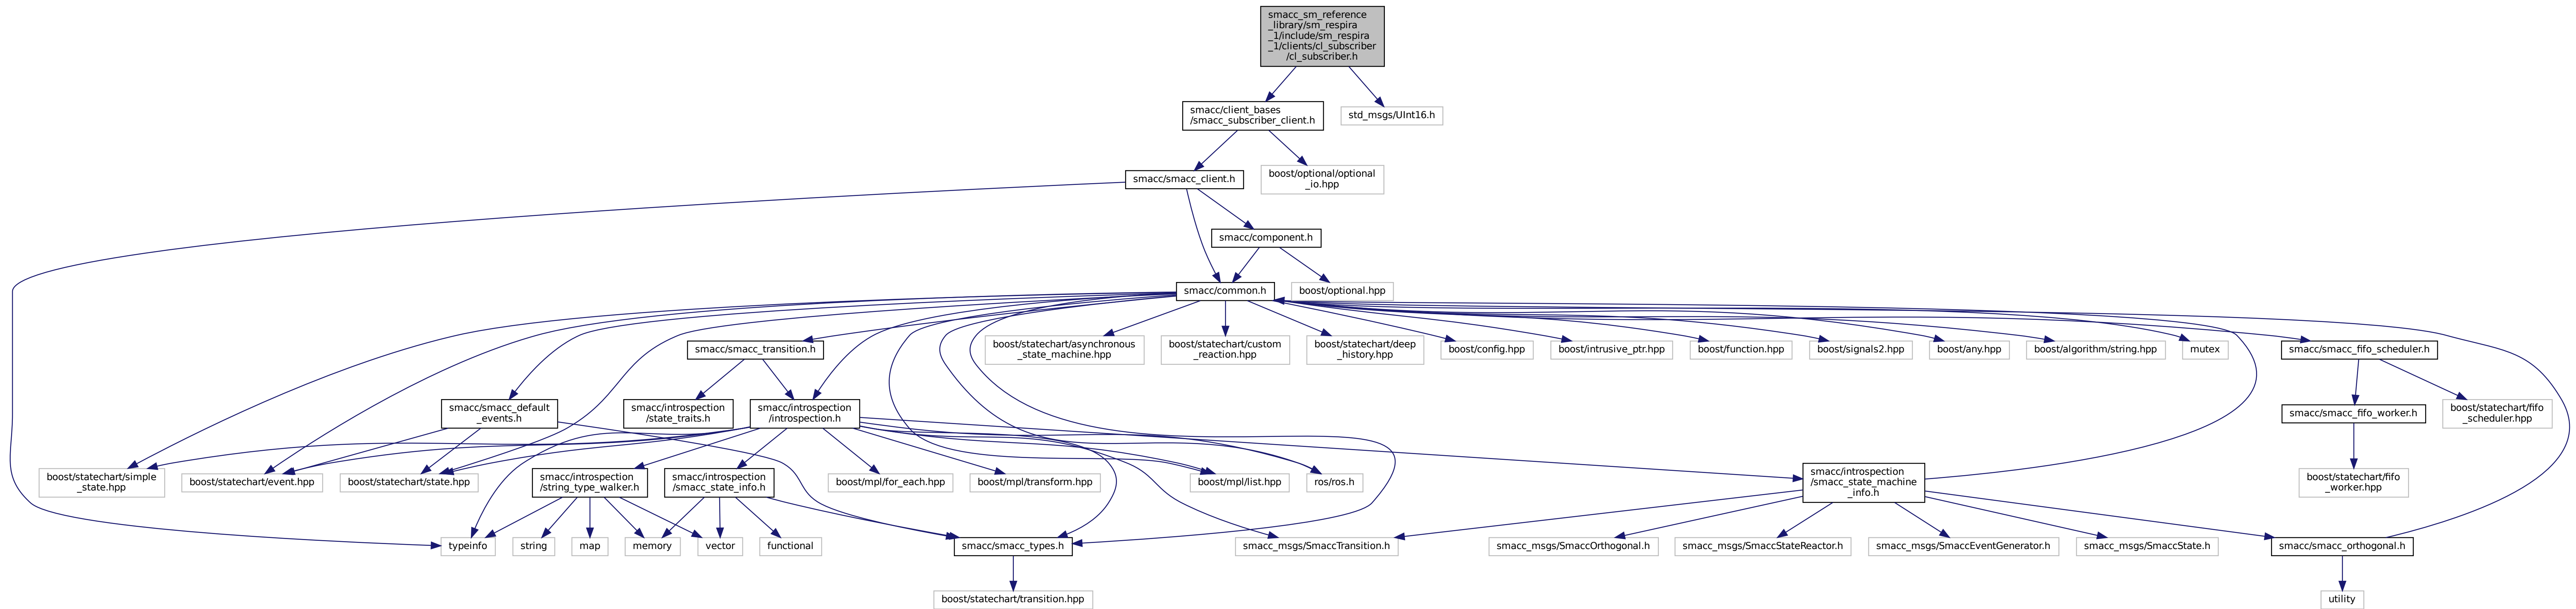 smacc_sm_reference
_library/sm_respira
_1/include/sm_respira
_1/clients/cl_subscriber
/cl_subscriber.h
smacc/client_bases
/smacc_subscriber_client.h
std_msgs/UInt16.h
smacc/smacc_client.h
boost/optional/optional
_io.hpp
smacc/component.h
smacc/common.h
boost/optional.hpp
smacc/smacc_transition.h
boost/statechart/asynchronous
_state_machine.hpp
boost/statechart/custom
_reaction.hpp
boost/statechart/deep
_history.hpp
boost/config.hpp
boost/intrusive_ptr.hpp
boost/function.hpp
boost/signals2.hpp
boost/any.hpp
boost/algorithm/string.hpp
mutex
smacc/smacc_fifo_scheduler.h
smacc/smacc_default
_events.h
smacc/introspection
/state_traits.h
smacc/introspection
/introspection.h
smacc/smacc_fifo_worker.h
boost/statechart/fifo
_scheduler.hpp
boost/statechart/simple
_state.hpp
boost/statechart/event.hpp
boost/statechart/state.hpp
smacc/introspection
/string_type_walker.h
smacc/introspection
/smacc_state_info.h
boost/mpl/for_each.hpp
boost/mpl/transform.hpp
boost/mpl/list.hpp
ros/ros.h
smacc/introspection
/smacc_state_machine
_info.h
boost/statechart/fifo
_worker.hpp
typeinfo
string
map
memory
vector
functional
smacc/smacc_types.h
smacc_msgs/SmaccTransition.h
smacc_msgs/SmaccOrthogonal.h
smacc_msgs/SmaccStateReactor.h
smacc_msgs/SmaccEventGenerator.h
smacc_msgs/SmaccState.h
smacc/smacc_orthogonal.h
boost/statechart/transition.hpp
utility